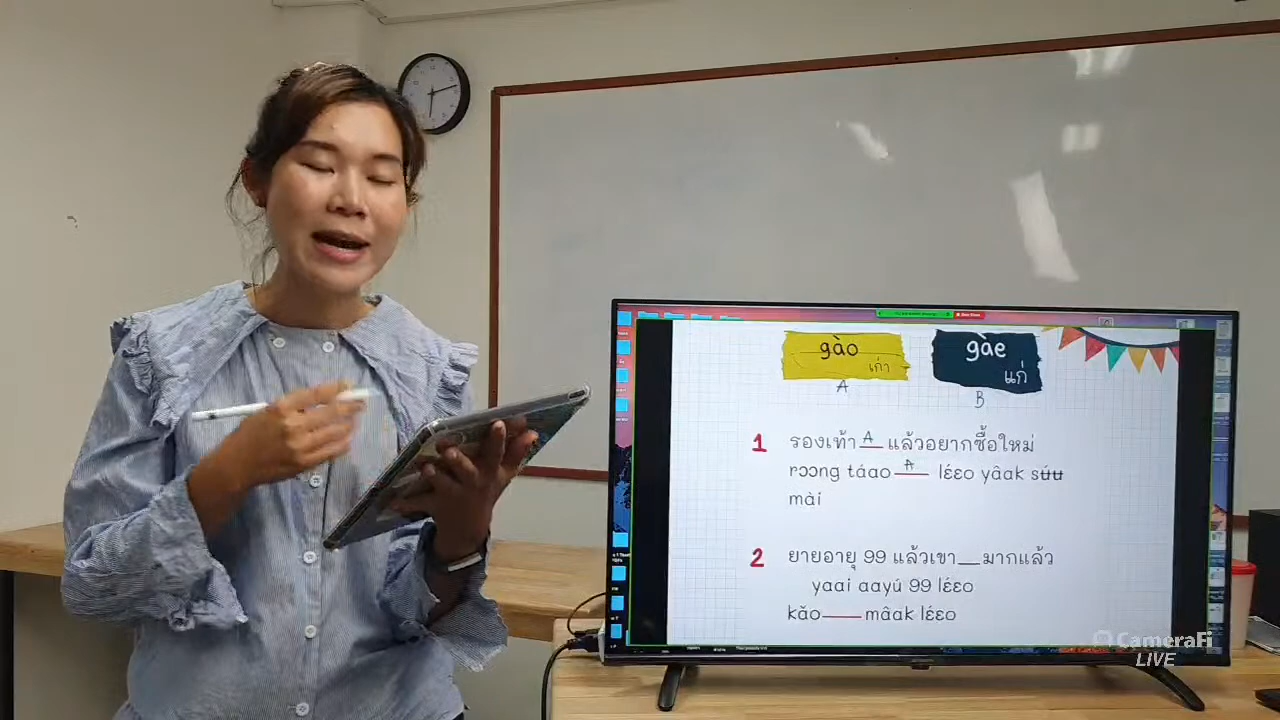 gào
เก่า
A
gàe
แก่
B
1 รองเท้า A แล้วอยากซื้อใหม่
rɔɔng táao A lɛ́ɛo yâak sʉ́ʉ
mài
2 ยายอายุ 99 แล้วเขา__มากแล้ว
yaai aayú 99 lɛ́ɛo
kǎo____mâak lɛ́ɛo
CameraFi
LIVE